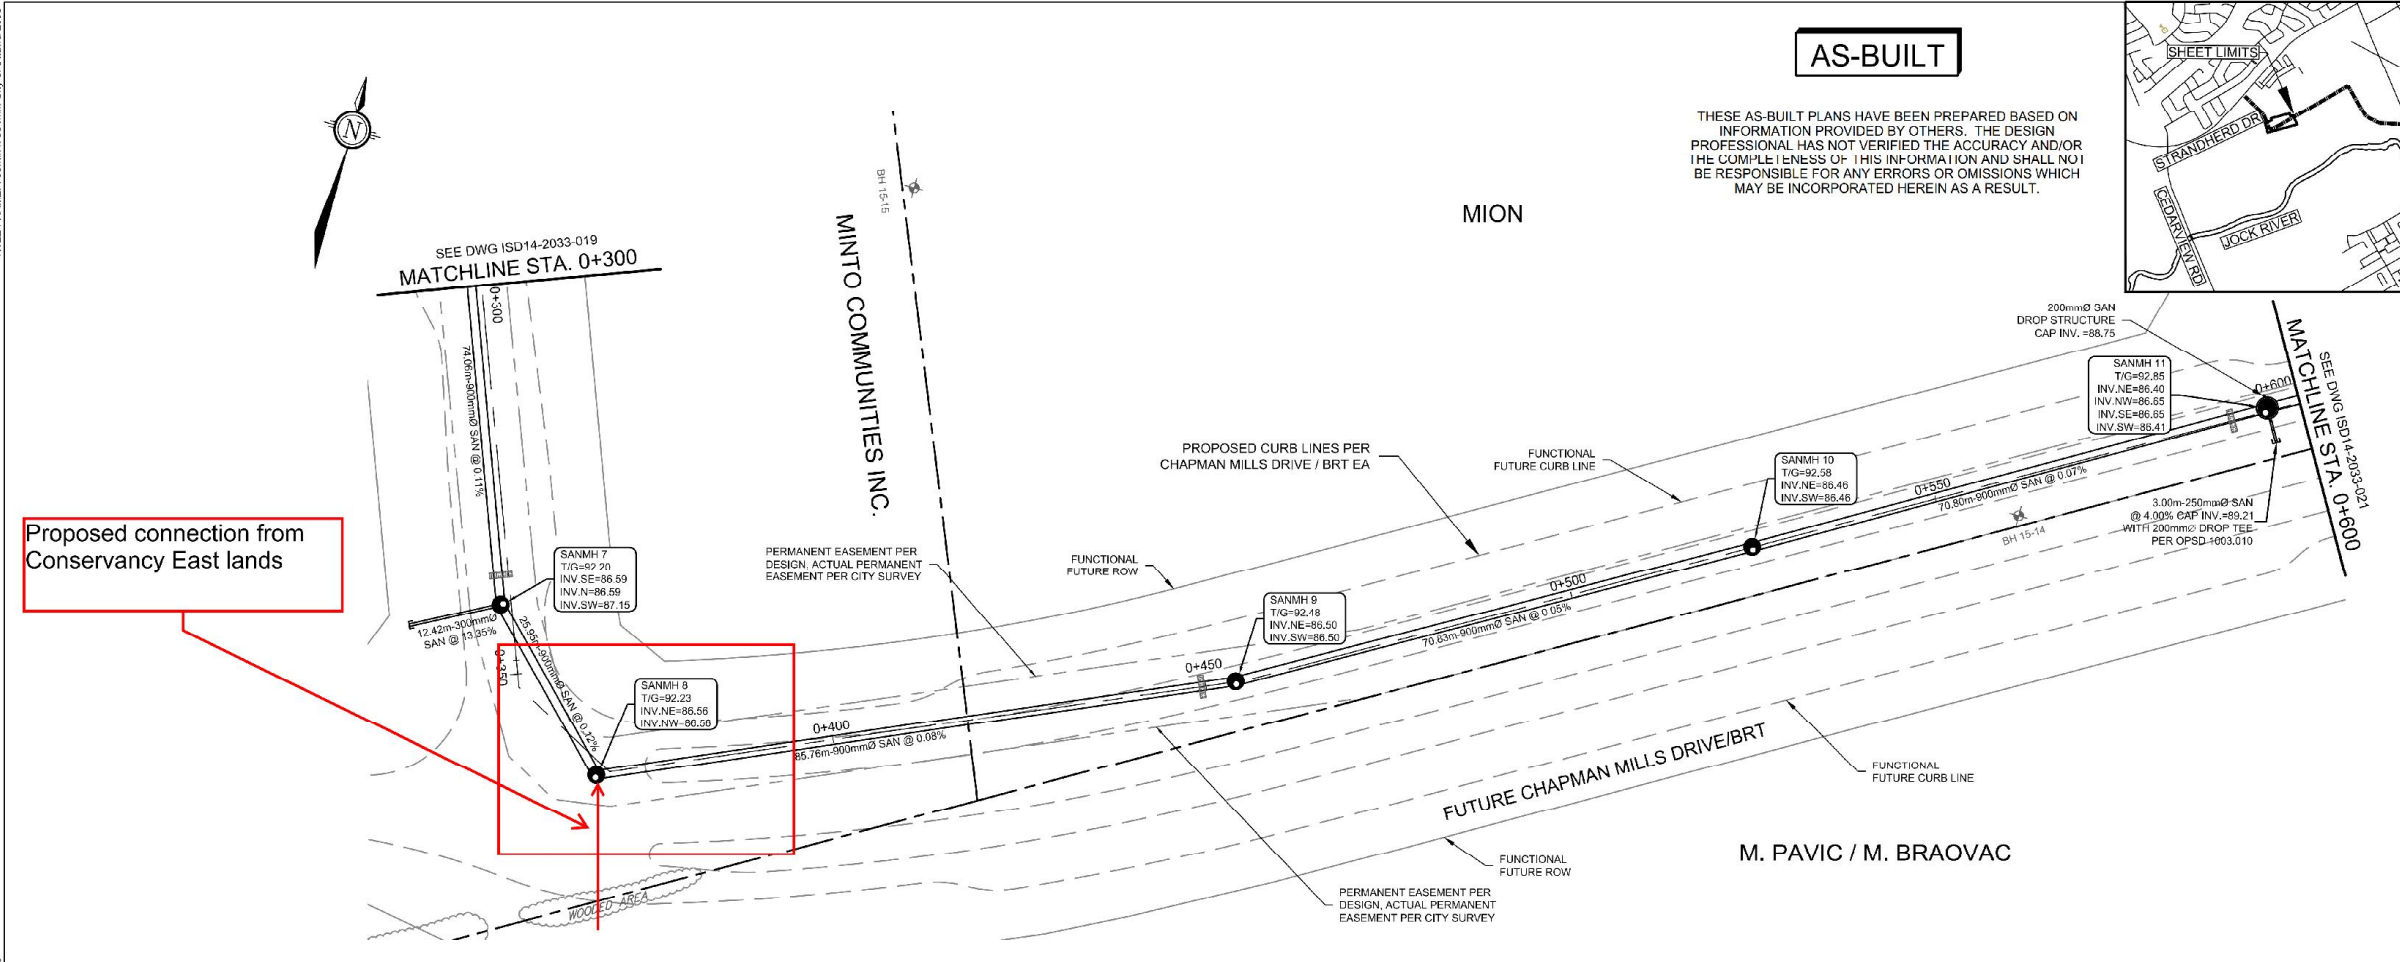 AS-BUILT
THESE AS-BUILT PLANS HAVE BEEN PREPARED BASED ON
INFORMATION PROVIDED BY OTHERS. THE DESIGN
PROFESSIONAL HAS NOT VERIFIED THE ACCURACY AND/OR
THE COMPLETENESS OF THIS INFORMATION AND SHALL NOT
BE RESPONSIBLE FOR ANY ERRORS OR OMISSIONS WHICH
MAY BE INCORPORATED HEREIN AS A RESULT.
SHEET LIMITS
STRANDHERD DR
CEDARVIEW RD
JOCK RIVER
N
SEE DWG ISD14-2033-019
MATCHLINE STA. 0+300
0+300
74.06m-900mmØ SAN @ 0.11%
BH 15-15
MINTO COMMUNITIES INC.
MION
200mmØ SAN
DROP STRUCTURE
CAP INV. =88.75
SANMH 11
T/G=92.85
INV.NE=86.40
INV.NW=86.65
INV.SE=86.65
INV.SW=86.41
0+600
SEE DWG ISD14-2033-021
MATCHLINE STA. 0+600
3.00m-250mmØ SAN
@ 4.00% CAP INV.=89.21
WITH 200mmØ DROP TEE
PER OPSD 1003.010
PROPOSED CURB LINES PER
CHAPMAN MILLS DRIVE / BRT EA
FUNCTIONAL
FUTURE CURB LINE
SANMH 10
T/G=92.58
INV.NE=86.46
INV.SW=86.46
0+550
70.80m-900mmØ SAN @ 0.07%
BH 15-14
Proposed connection from
Conservancy East lands
SANMH 7
T/G=92.20
INV.SE=86.59
INV.N=86.59
INV.SW=87.15
12.42m-300mmØ
SAN @ 13.35%
25.95m-900mmØ SAN @ 0.12%
0+350
PERMANENT EASEMENT PER
DESIGN, ACTUAL PERMANENT
EASEMENT PER CITY SURVEY
FUNCTIONAL
FUTURE ROW
SANMH 9
T/G=92.48
INV.NE=86.50
INV.SW=86.50
0+500
70.83m-900mmØ SAN @ 0.05%
0+450
SANMH 8
T/G=92.23
INV.NE=86.56
INV.NW=86.56
0+400
85.76m-900mmØ SAN @ 0.08%
FUTURE CHAPMAN MILLS DRIVE/BRT
FUNCTIONAL
FUTURE CURB LINE
M. PAVIC / M. BRAOVAC
FUNCTIONAL
FUTURE ROW
PERMANENT EASEMENT PER
DESIGN, ACTUAL PERMANENT
EASEMENT PER CITY SURVEY
WOODED AREA